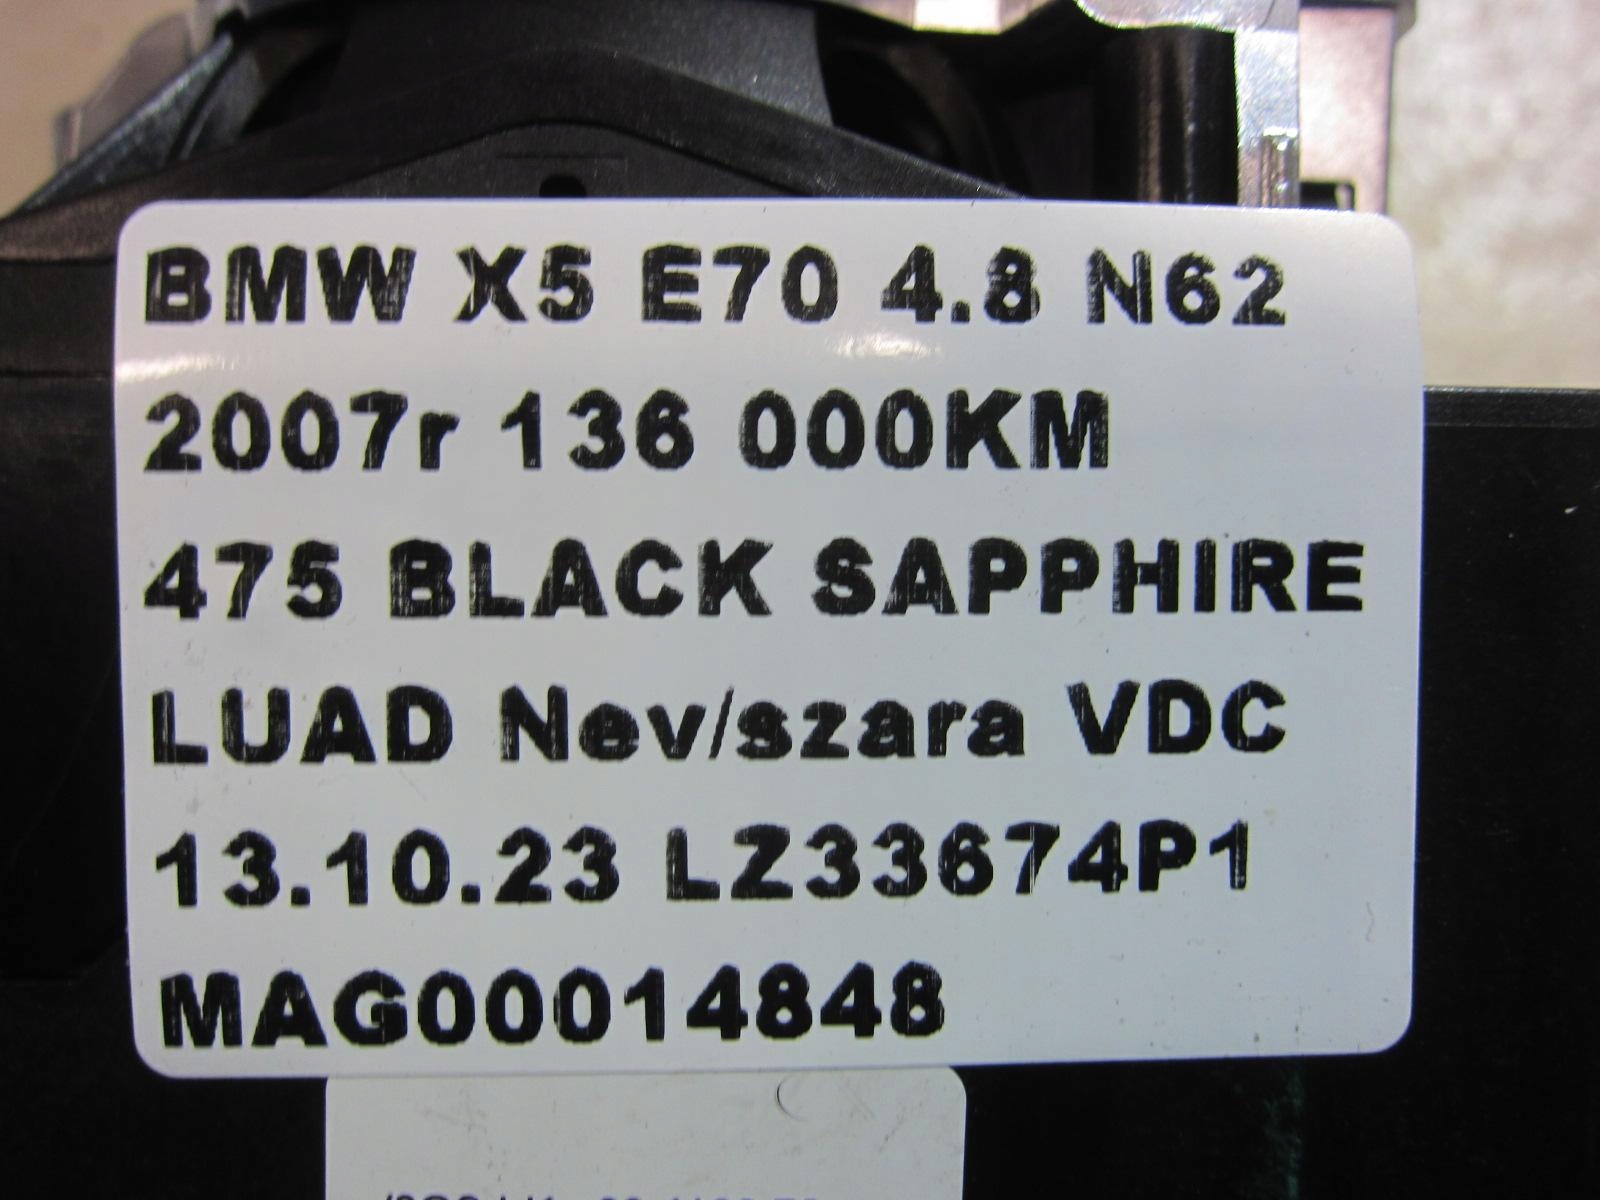 BMW X5 E70 4.8 N62
2007r 136 000KM
475 BLACK SAPPHIRE
LUAD Nev/szara VDC
13.10.23 LZ33674P1
MAG00014848